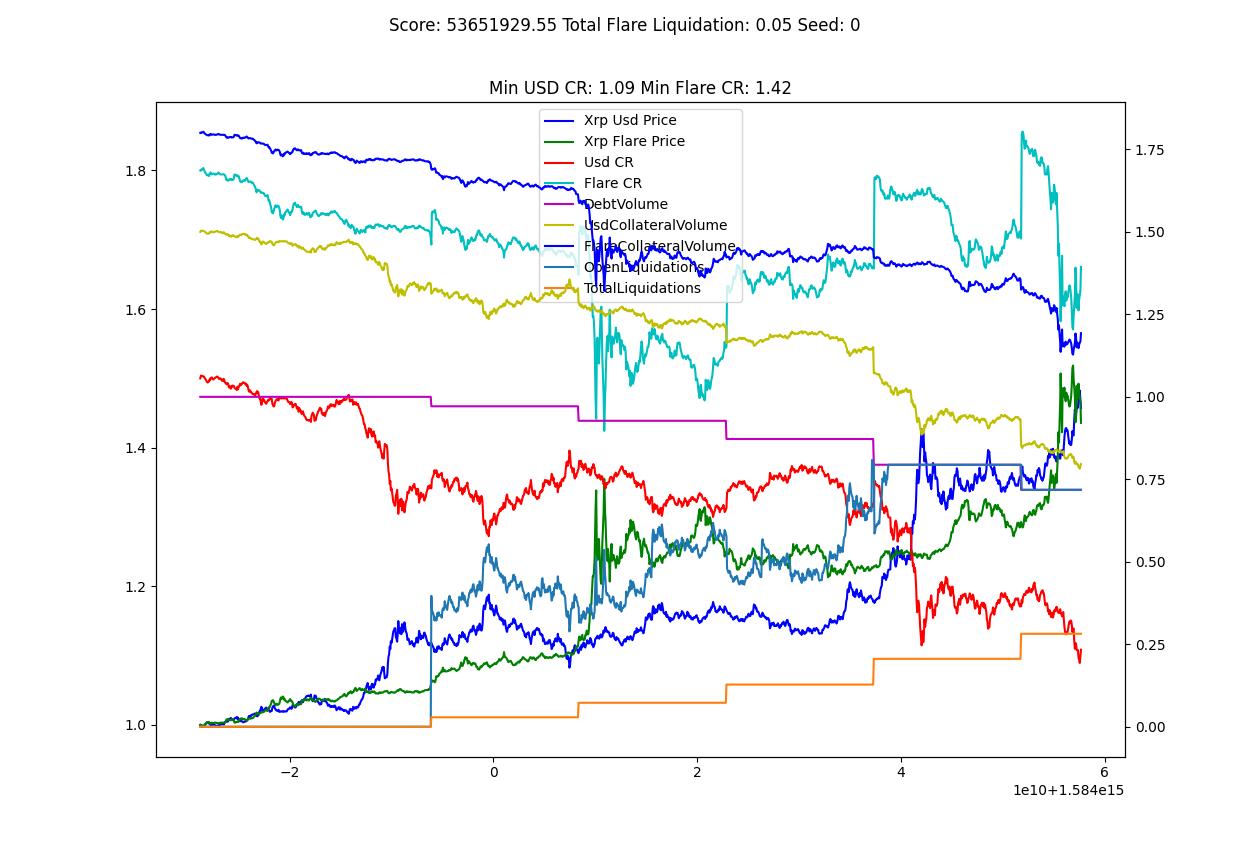 Score: 53651929.55 Total Flare Liquidation: 0.05 Seed: 0
Min USD CR: 1.09 Min Flare CR: 1.42
Xrp Usd Price
Xrp Flare Price
Usd CR
Flare CR
DebtVolume
UsdCollateralVolume
FlareCollateralVolume
OpenLiquidations
TotalLiquidations
1.8
1.6
1.4
1.2
1.0
1.75
1.50
1.25
1.00
0.75
0.50
0.25
0.00
−2 0 2 4 6
1e10+1.584e15